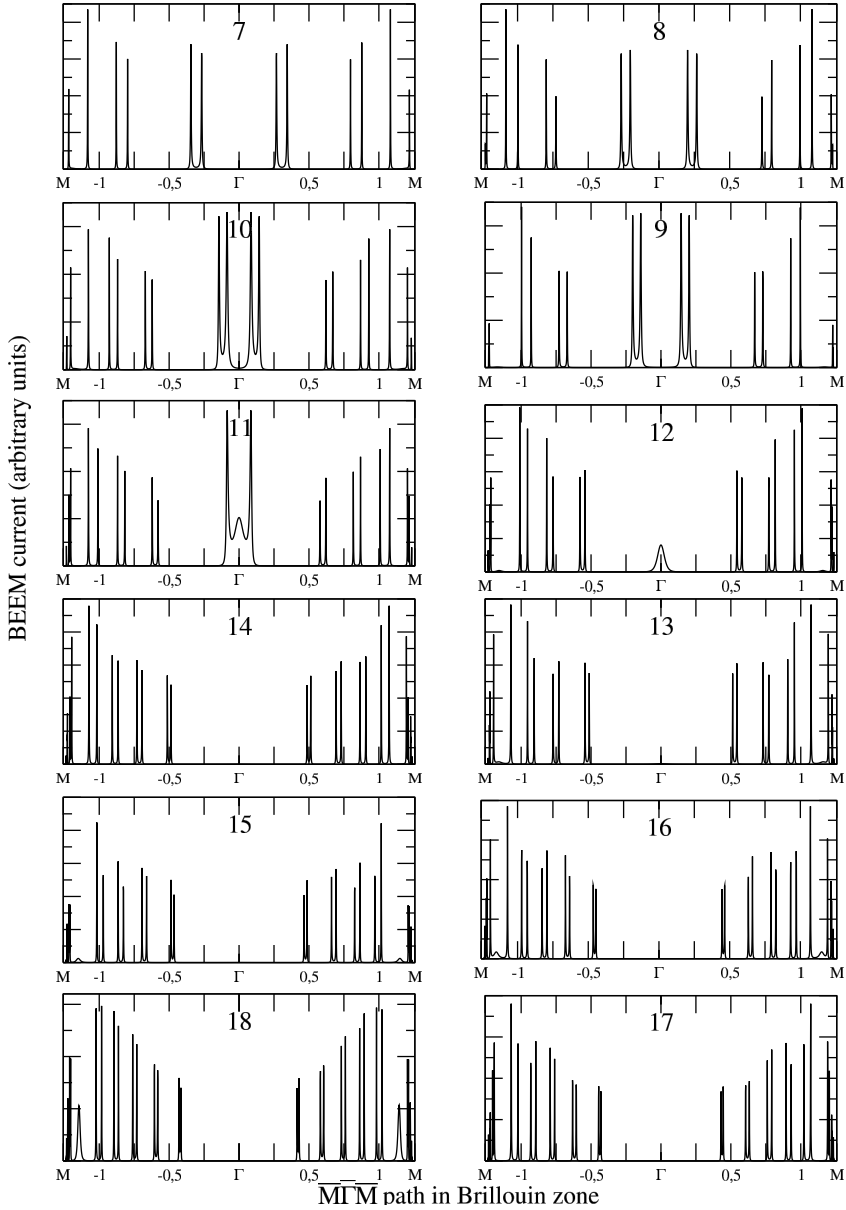 7
M -1 -0,5 Γ 0,5 1 M
8
M -1 -0,5 Γ 0,5 1 M
10
M -1 -0,5 Γ 0,5 1 M
9
M -1 -0,5 Γ 0,5 1 M
11
M -1 -0,5 Γ 0,5 1 M
12
M -1 -0,5 Γ 0,5 1 M
14
M -1 -0,5 Γ 0,5 1 M
13
M -1 -0,5 Γ 0,5 1 M
15
M -1 -0,5 Γ 0,5 1 M
16
M -1 -0,5 Γ 0,5 1 M
18
M -1 -0,5 Γ 0,5 1 M
17
M -1 -0,5 Γ 0,5 1 M
BEEM current (arbitrary units)
M̅Γ̅M̅ path in Brillouin zone